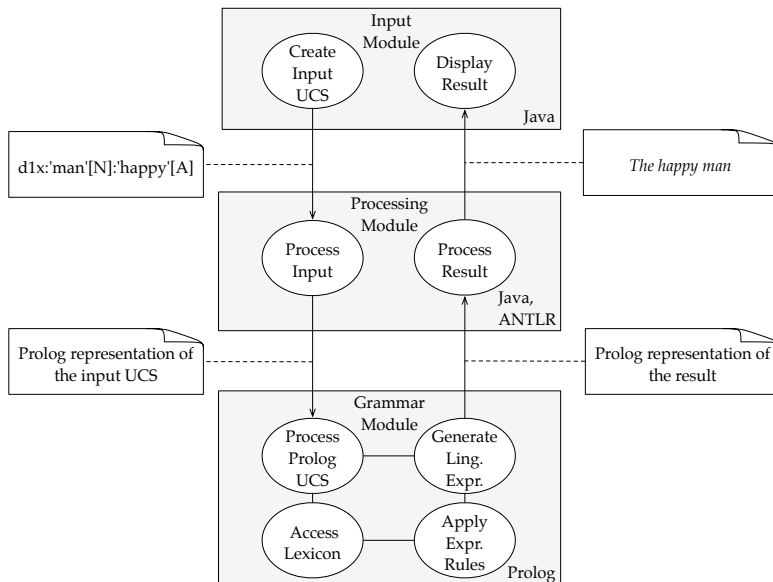 Input
Module
Create
Input
UCS
Display
Result
Java
d1x:'man'[N]:'happy'[A]
The happy man
Processing
Module
Process
Input
Process
Result
Java,
ANTLR
Prolog representation of
the input UCS
Prolog representation of
the result
Grammar
Module
Process
Prolog
UCS
Generate
Ling.
Expr.
Access
Lexicon
Apply
Expr.
Rules
Prolog